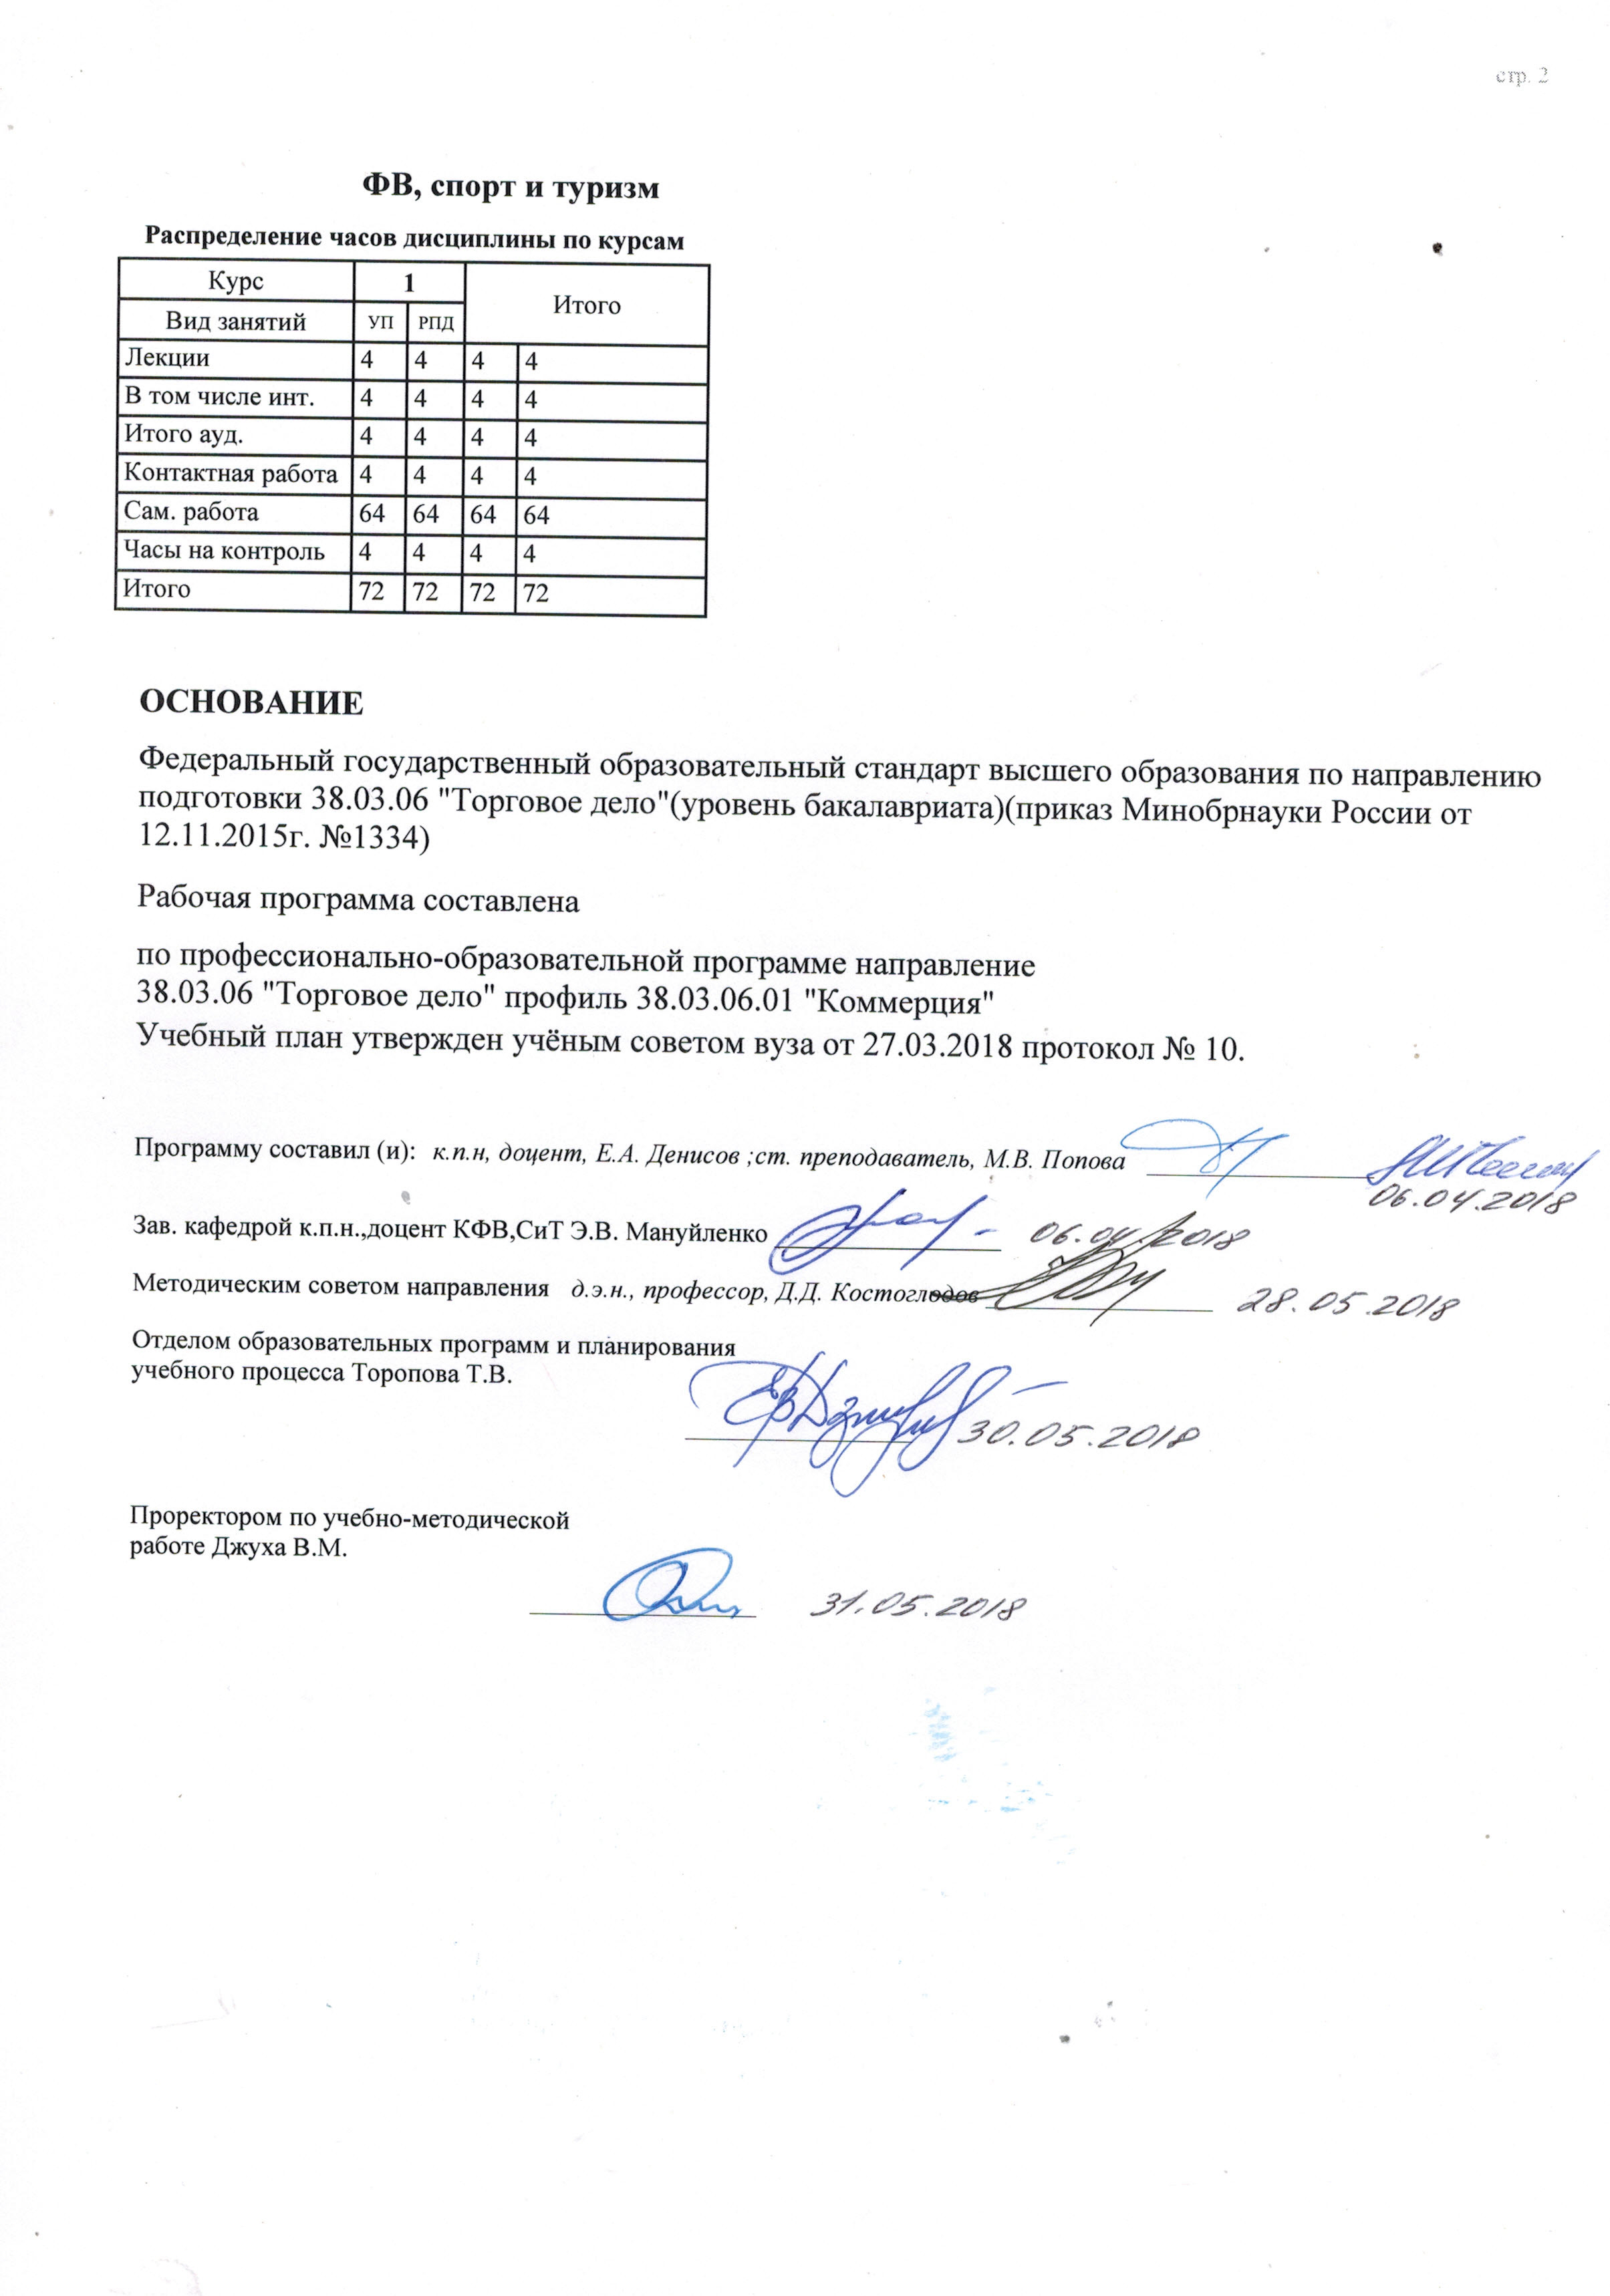 стр. 2
ФВ, спорт и туризм
Распределение часов дисциплины по курсам
Курс 1 Итого
Вид занятий УП РПД
Лекции 4 4 4 4
В том числе инт. 4 4 4 4
Итого ауд. 4 4 4 4
Контактная работа 4 4 4 4
Сам. работа 64 64 64 64
Часы на контроль 4 4 4 4
Итого 72 72 72 72
ОСНОВАНИЕ
Федеральный государственный образовательный стандарт высшего образования по направлению
подготовки 38.03.06 "Торговое дело"(уровень бакалавриата)(приказ Минобрнауки России от
12.11.2015г. №1334)
Рабочая программа составлена
по профессионально-образовательной программе направление
38.03.06 "Торговое дело" профиль 38.03.06.01 "Коммерция"
Учебный план утвержден учёным советом вуза от 27.03.2018 протокол № 10.
Программу составил (и): к.п.н, доцент, Е.А. Денисов ;ст. преподаватель, М.В. Попова
06.04.2018
Зав. кафедрой к.п.н.,доцент КФВ,СиТ Э.В. Мануйленко 06.04.2018
Методическим советом направления д.э.н., профессор, Д.Д. Костоглодов 28.05.2018
Отделом образовательных программ и планирования
учебного процесса Торопова Т.В.
30.05.2018
Проректором по учебно-методической
работе Джуха В.М.
31.05.2018